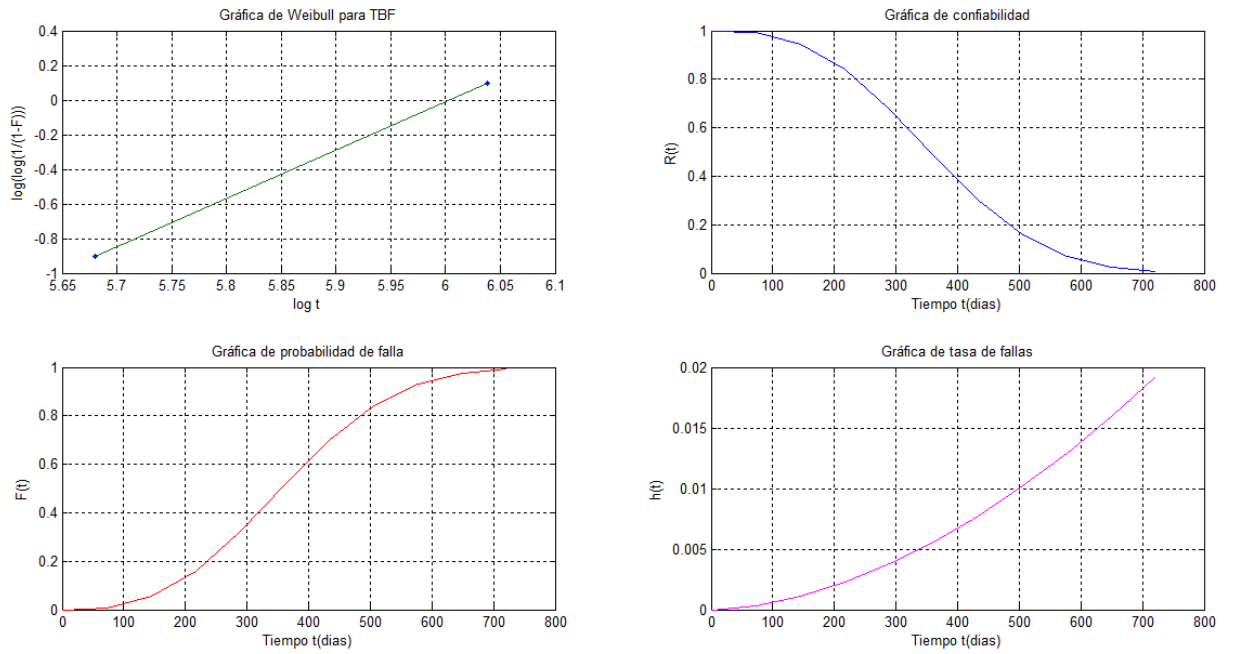 Gráfica de Weibull para TBF
0.4
0.2
0
-0.2
-0.4
-0.6
-0.8
-1
log(log(1/(1-F)))
5.65 5.7 5.75 5.8 5.85 5.9 5.95 6 6.05 6.1
log t
Gráfica de confiabilidad
1
0.8
0.6
0.4
0.2
0
R(t)
0 100 200 300 400 500 600 700 800
Tiempo t(dias)
Gráfica de probabilidad de falla
1
0.8
0.6
0.4
0.2
0
F(t)
0 100 200 300 400 500 600 700 800
Tiempo t(dias)
Gráfica de tasa de fallas
0.02
0.015
0.01
0.005
0
h(t)
0 100 200 300 400 500 600 700 800
Tiempo t(dias)